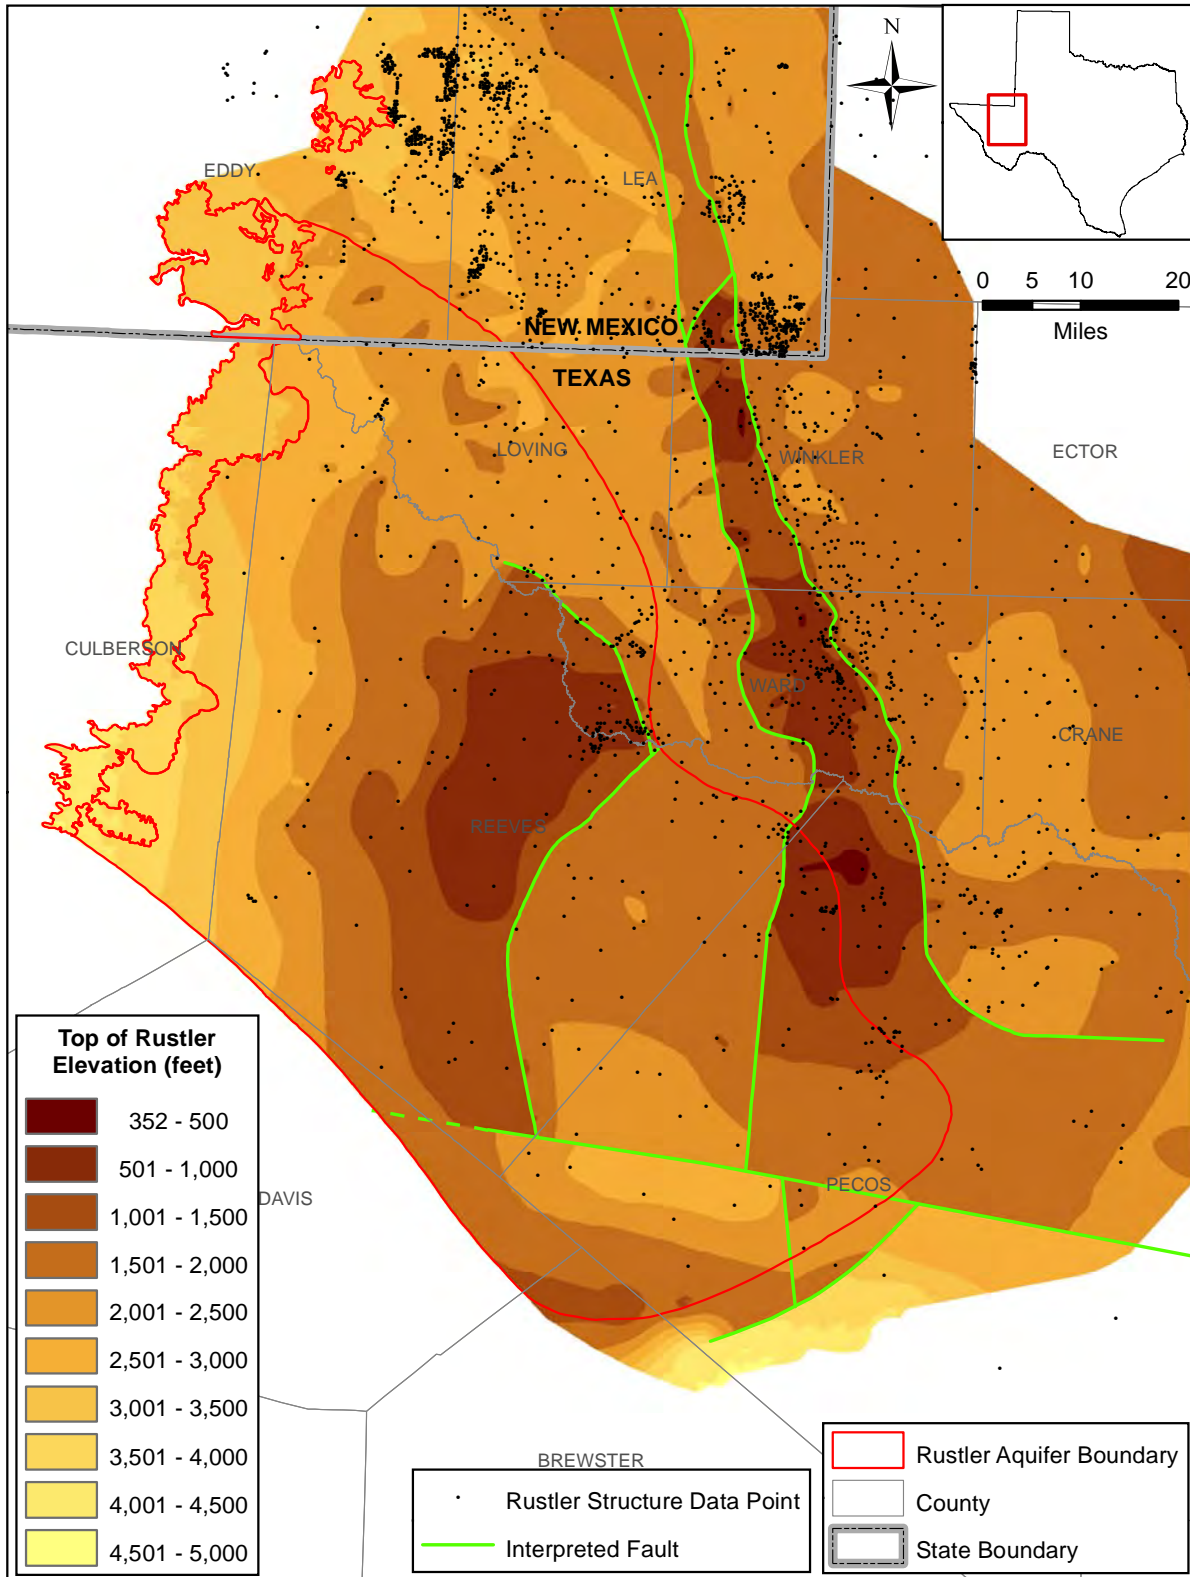 N
EDDY
LEA
0 5 10 20
Miles
NEW MEXICO
TEXAS
LOVING
WINKLER
ECTOR
CULBERSON
WARD
CRANE
REEVES
PECOS
DAVIS
BREWSTER
Top of Rustler
Elevation (feet)
352 - 500
501 - 1,000
1,001 - 1,500
1,501 - 2,000
2,001 - 2,500
2,501 - 3,000
3,001 - 3,500
3,501 - 4,000
4,001 - 4,500
4,501 - 5,000
Rustler Structure Data Point
Interpreted Fault
Rustler Aquifer Boundary
County
State Boundary